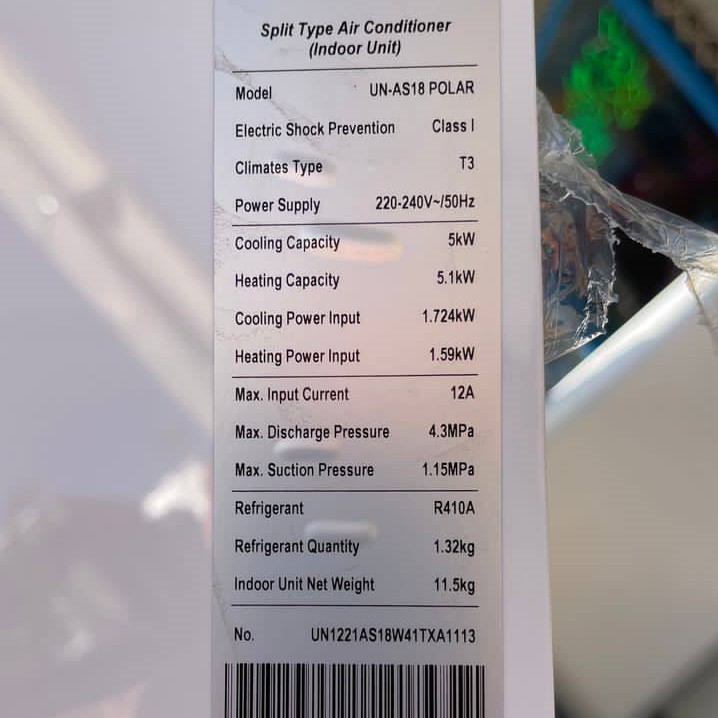 Split Type Air Conditioner
(Indoor Unit)
Model UN-AS18 POLAR
Electric Shock Prevention Class I
Climates Type T3
Power Supply 220-240V~/50Hz
Cooling Capacity 5kW
Heating Capacity 5.1kW
Cooling Power Input 1.724kW
Heating Power Input 1.59kW
Max. Input Current 12A
Max. Discharge Pressure 4.3MPa
Max. Suction Pressure 1.15MPa
Refrigerant R410A
Refrigerant Quantity 1.32kg
Indoor Unit Net Weight 11.5kg
No. UN1221AS18W41TXA1113